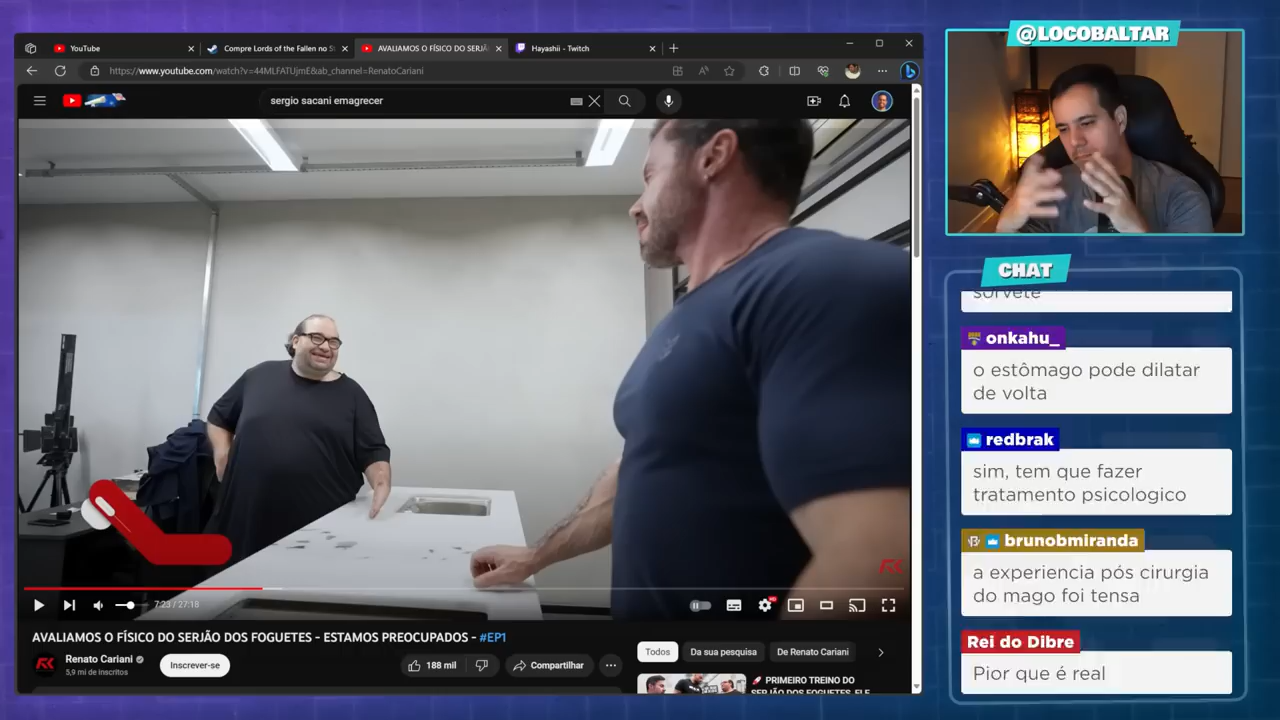 YouTube
Compre Lords of the Fallen no S
AVALIAMOS O FÍSICO DO SERJÃ
Hayashii - Twitch
https://www.youtube.com/watch?v=44MLFATUjmE&ab_channel=RenatoCariani
sergio sacani emagrecer
7:23 / 27:18
AVALIAMOS O FÍSICO DO SERJÃO DOS FOGUETES - ESTAMOS PREOCUPADOS - #EP1
Renato Cariani
5,9 mi de inscritos
Inscrever-se
188 mil
Compartilhar
Todos
Da sua pesquisa
De Renato Cariani
PRIMEIRO TREINO DO
SERJÃO DOS FOGUETES, ELE
@LOCOBALTAR
CHAT
sorvete
onkahu_
o estômago pode dilatar
de volta
redbrak
sim, tem que fazer
tratamento psicologico
brunobmiranda
a experiencia pós cirurgia
do mago foi tensa
Rei do Dibre
Pior que é real